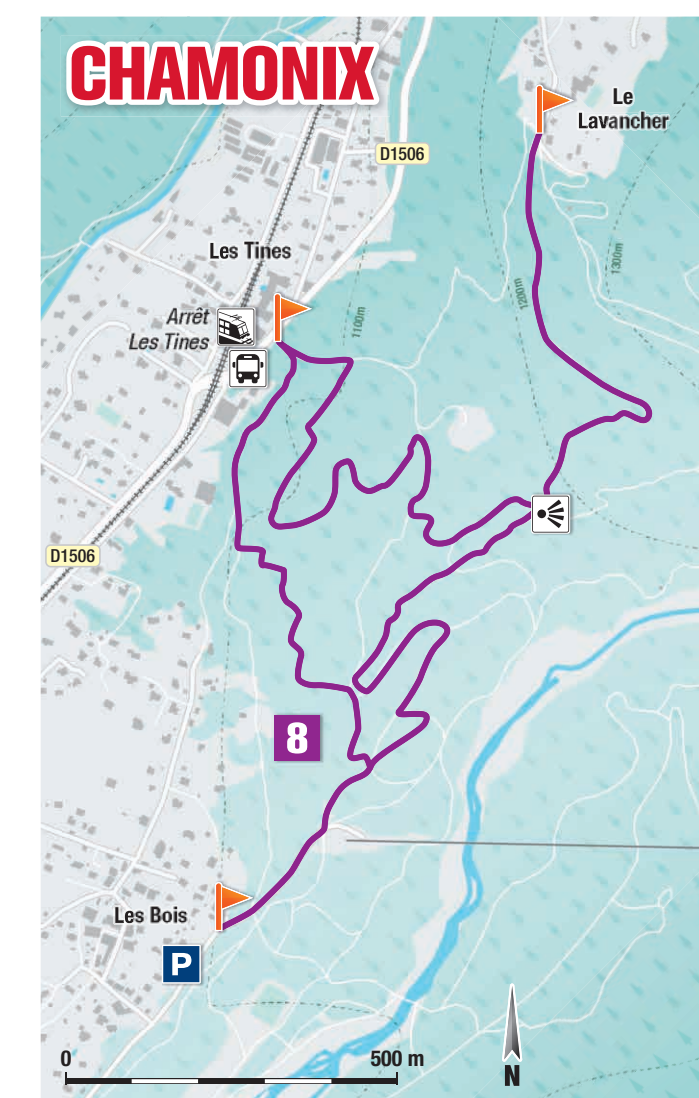 CHAMONIX
Le
Lavancher
D1506
Les Tines
1300m
1200m
Arrêt
Les Tines
1100m
D1506
8
Les Bois
P
0
500 m
N